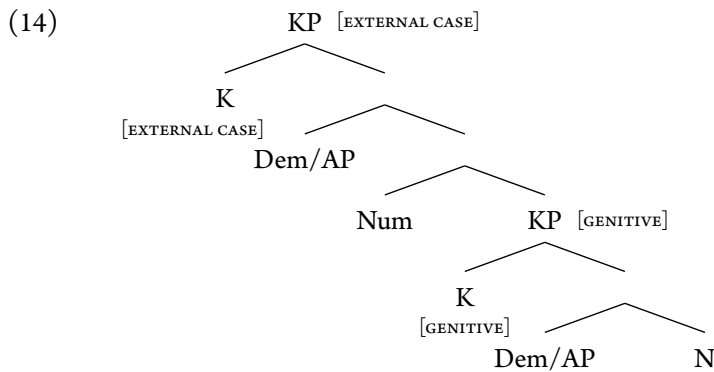 (14) KP [EXTERNAL CASE]
K
[EXTERNAL CASE]
Dem/AP
Num KP [GENITIVE]
K
[GENITIVE]
Dem/AP N